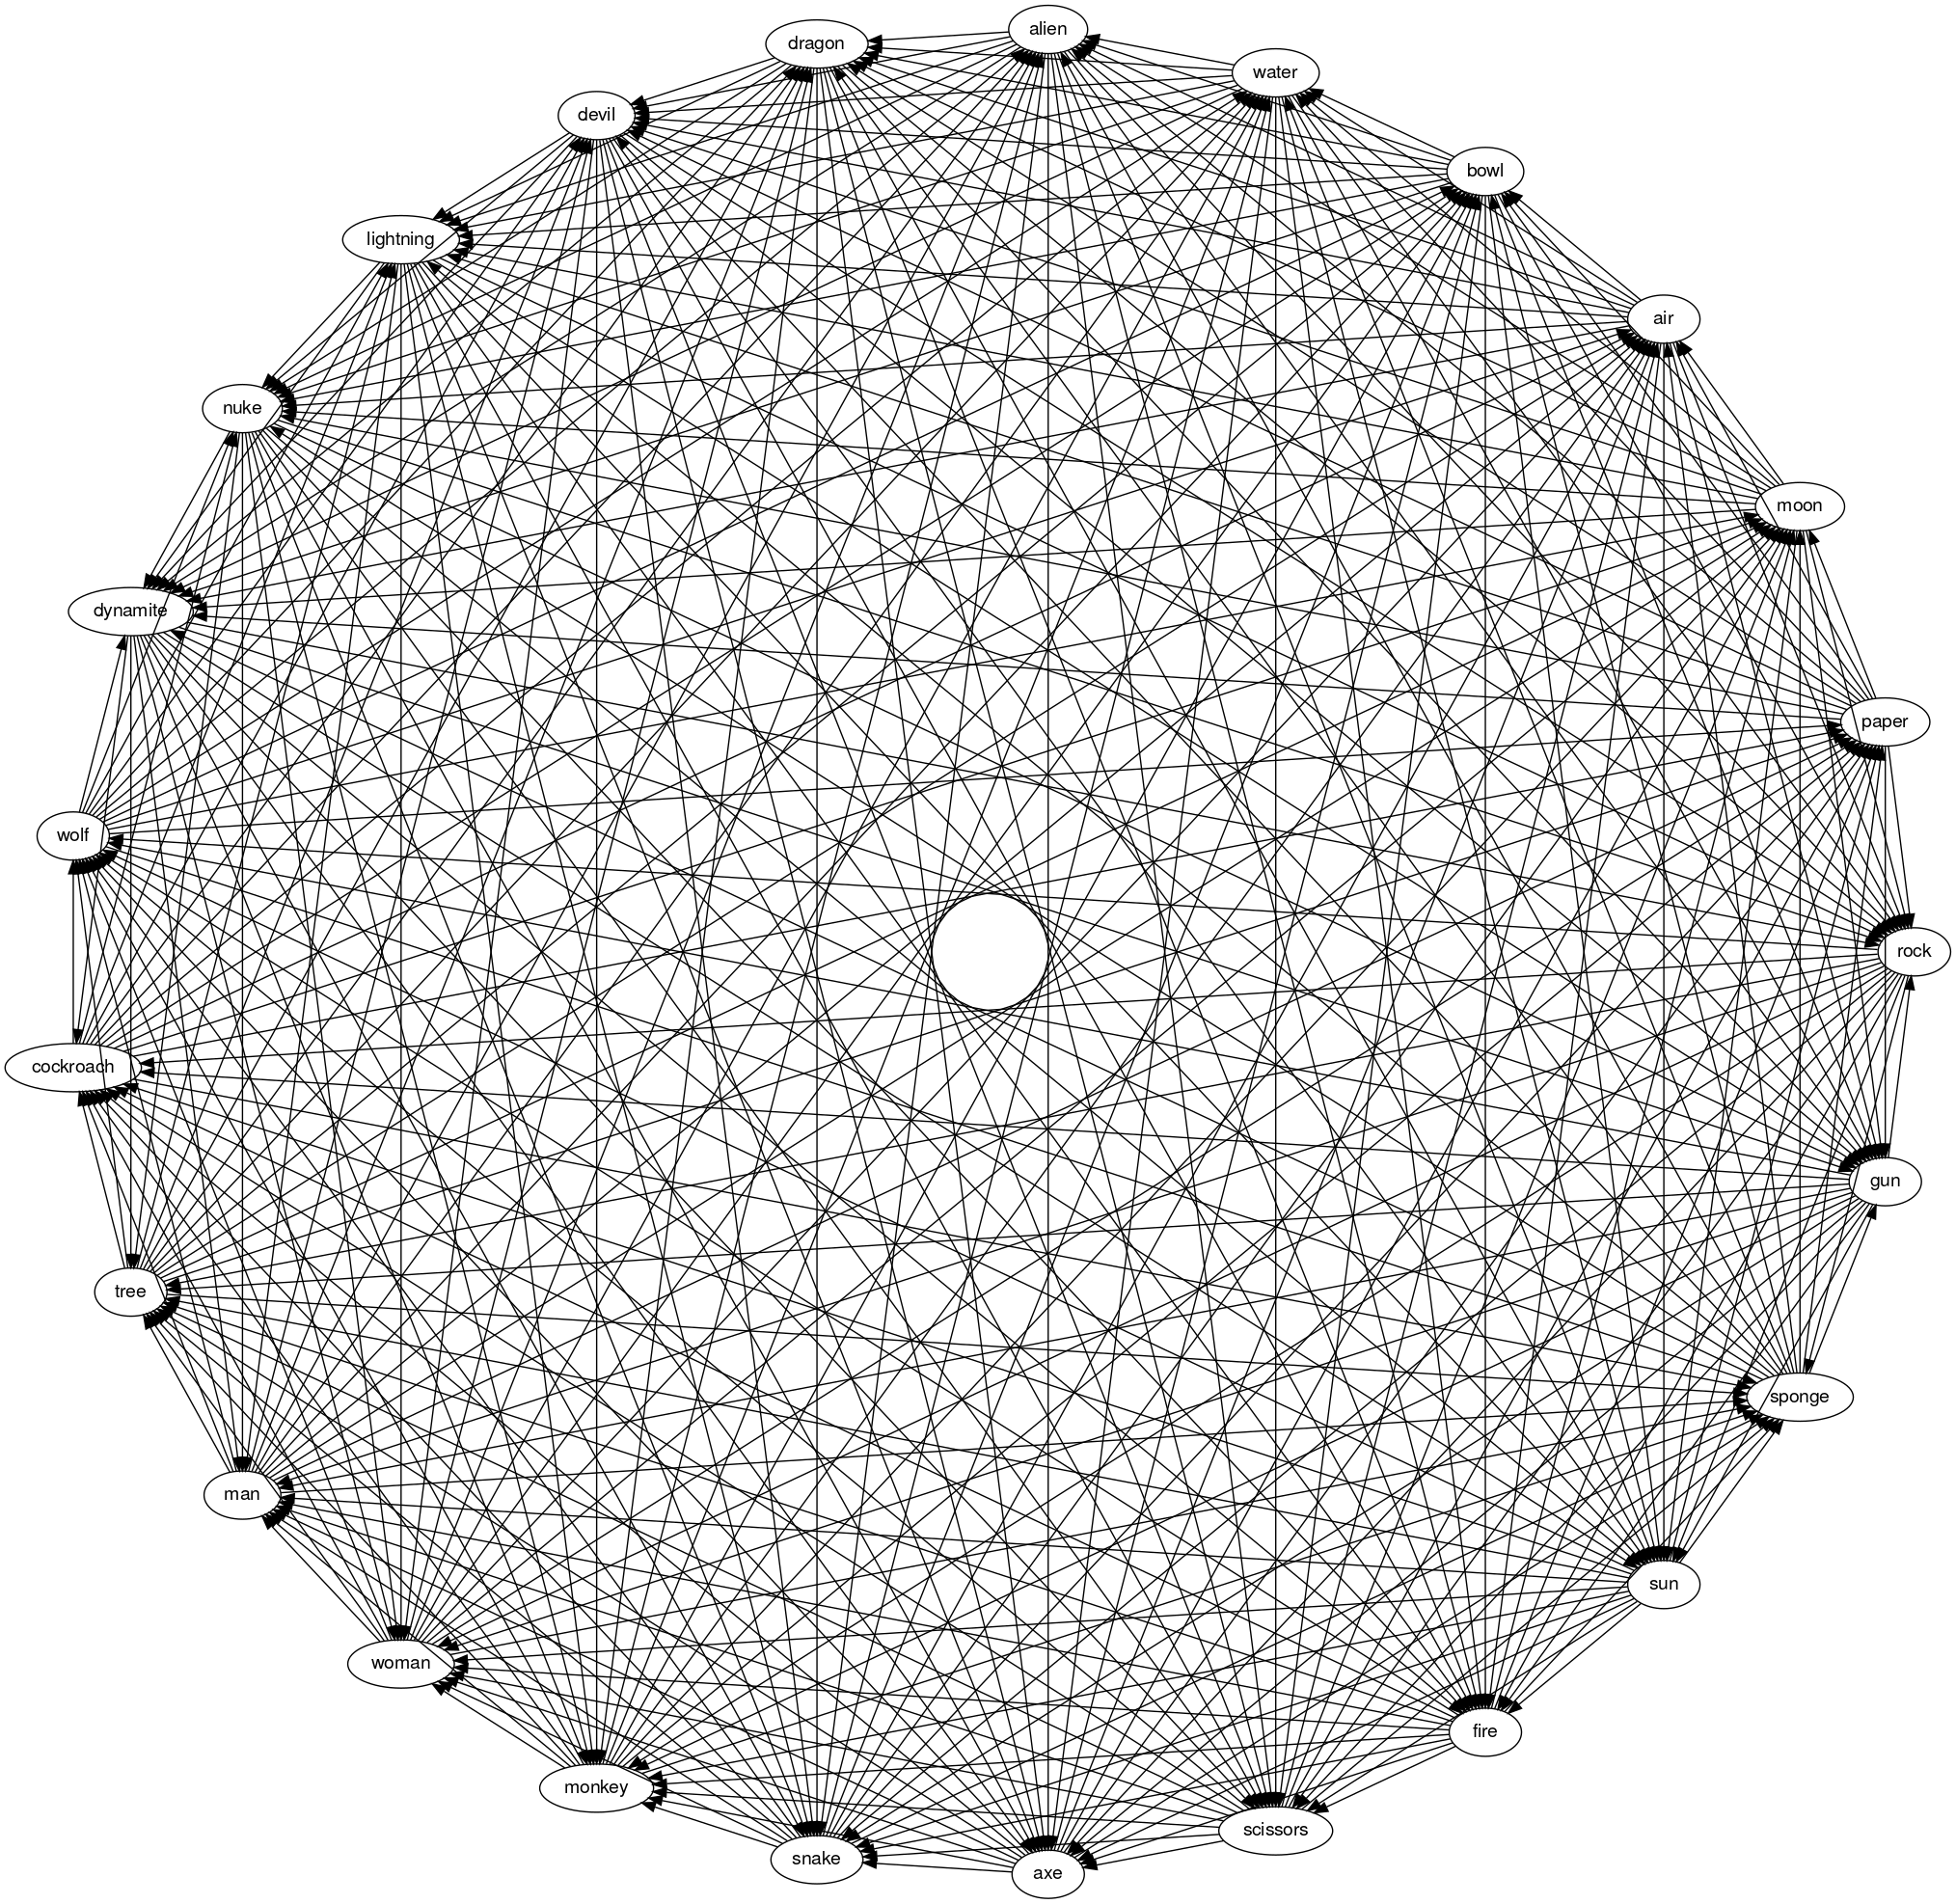 alien
dragon
water
devil
bowl
lightning
air
nuke
moon
dynamite
paper
wolf
rock
cockroach
gun
tree
sponge
man
sun
woman
fire
monkey
scissors
snake
axe